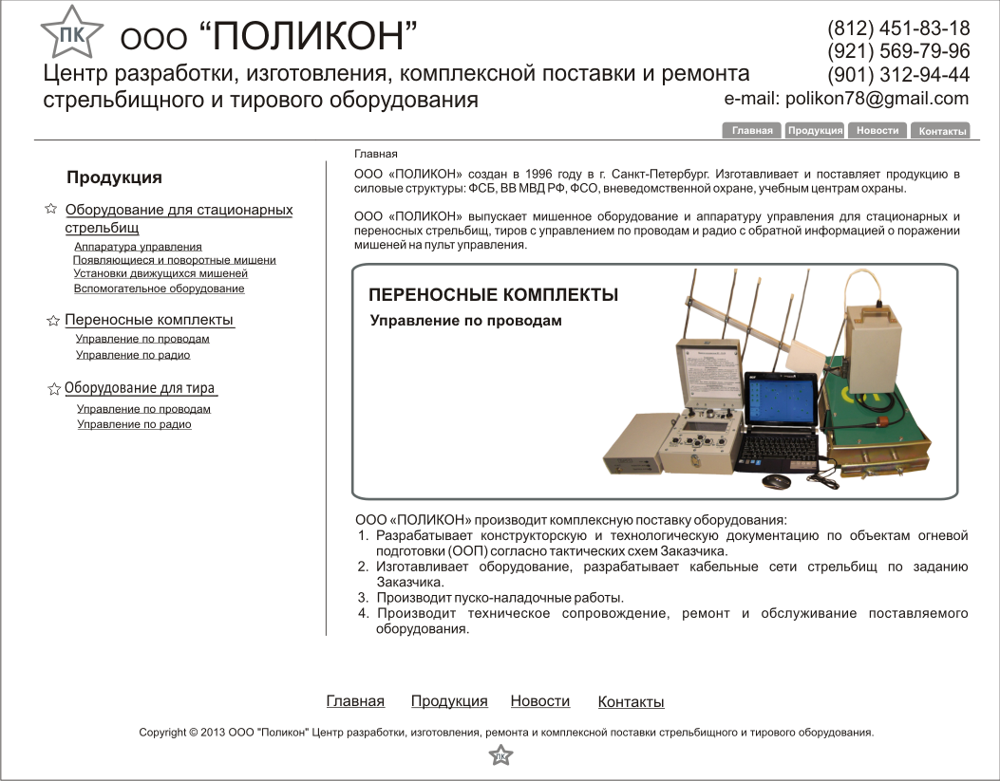 ПК
ООО “ПОЛИКОН”
Центр разработки, изготовления, комплексной поставки и ремонта
стрельбищного и тирового оборудования
(812) 451-83-18
(921) 569-79-96
(901) 312-94-44
e-mail: polikon78@gmail.com
Главная Продукция Новости Контакты
Продукция
Оборудование для стационарных
стрельбищ
Аппаратура управления
Появляющиеся и поворотные мишени
Установки движущихся мишеней
Вспомогательное оборудование
Переносные комплекты
Управление по проводам
Управление по радио
Оборудование для тира
Управление по проводам
Управление по радио
Главная
ООО «ПОЛИКОН» создан в 1996 году в г. Санкт-Петербург. Изготавливает и поставляет продукцию в
силовые структуры: ФСБ, ВВ МВД РФ, ФСО, вневедомственной охране, учебным центрам охраны.
ООО «ПОЛИКОН» выпускает мишенное оборудование и аппаратуру управления для стационарных и
переносных стрельбищ, тиров с управлением по проводам и радио с обратной информацией о поражении
мишеней на пульт управления.
ПЕРЕНОСНЫЕ КОМПЛЕКТЫ
Управление по проводам
ООО «ПОЛИКОН» производит комплексную поставку оборудования:
1. Разрабатывает конструкторскую и технологическую документацию по объектам огневой
подготовки (ООП) согласно тактических схем Заказчика.
2. Изготавливает оборудование, разрабатывает кабельные сети стрельбищ по заданию
Заказчика.
3. Производит пуско-наладочные работы.
4. Производит техническое сопровождение, ремонт и обслуживание поставляемого
оборудования.
Главная Продукция Новости Контакты
Copyright © 2013 ООО "Поликон" Центр разработки, изготовления, ремонта и комплексной поставки стрельбищного и тирового оборудования.
ПК